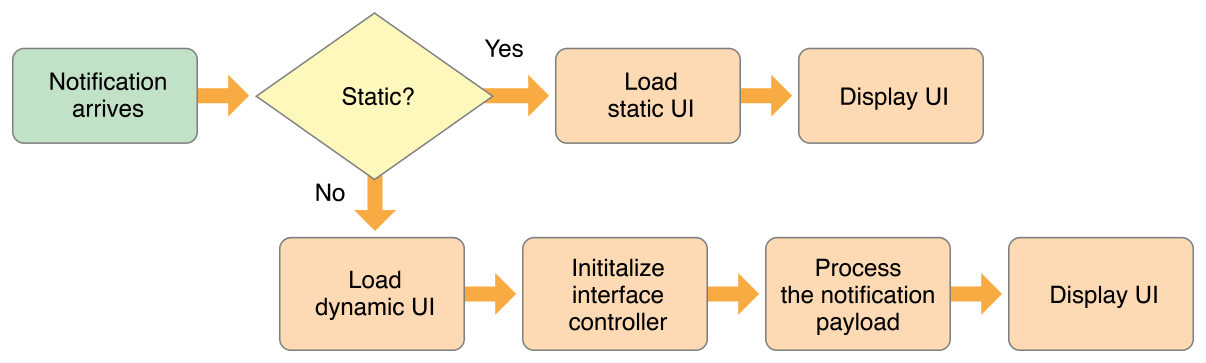 Notification
arrives
Static?
Yes
Load
static UI
Display UI
No
Load
dynamic UI
Inititalize
interface
controller
Process
the notification
payload
Display UI